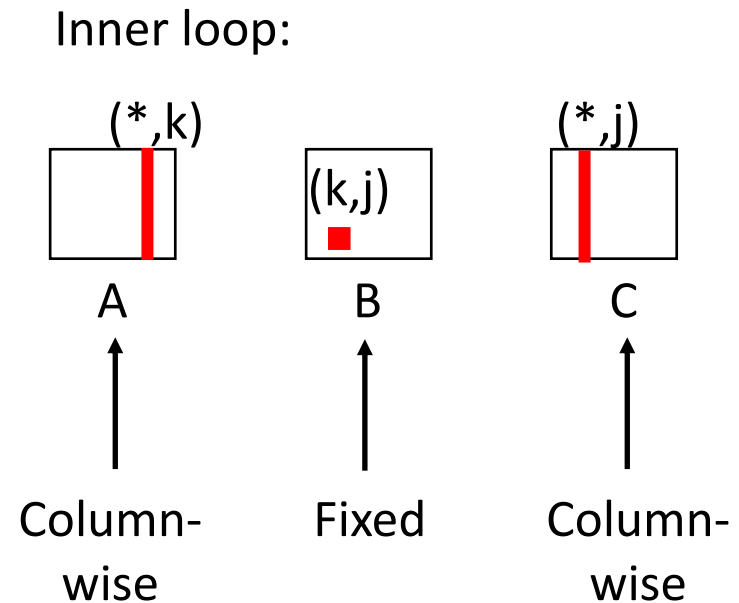 Inner loop:
(*,k)
(*,j)
(k,j)
A
B
C
Column-
wise
Fixed
Column-
wise